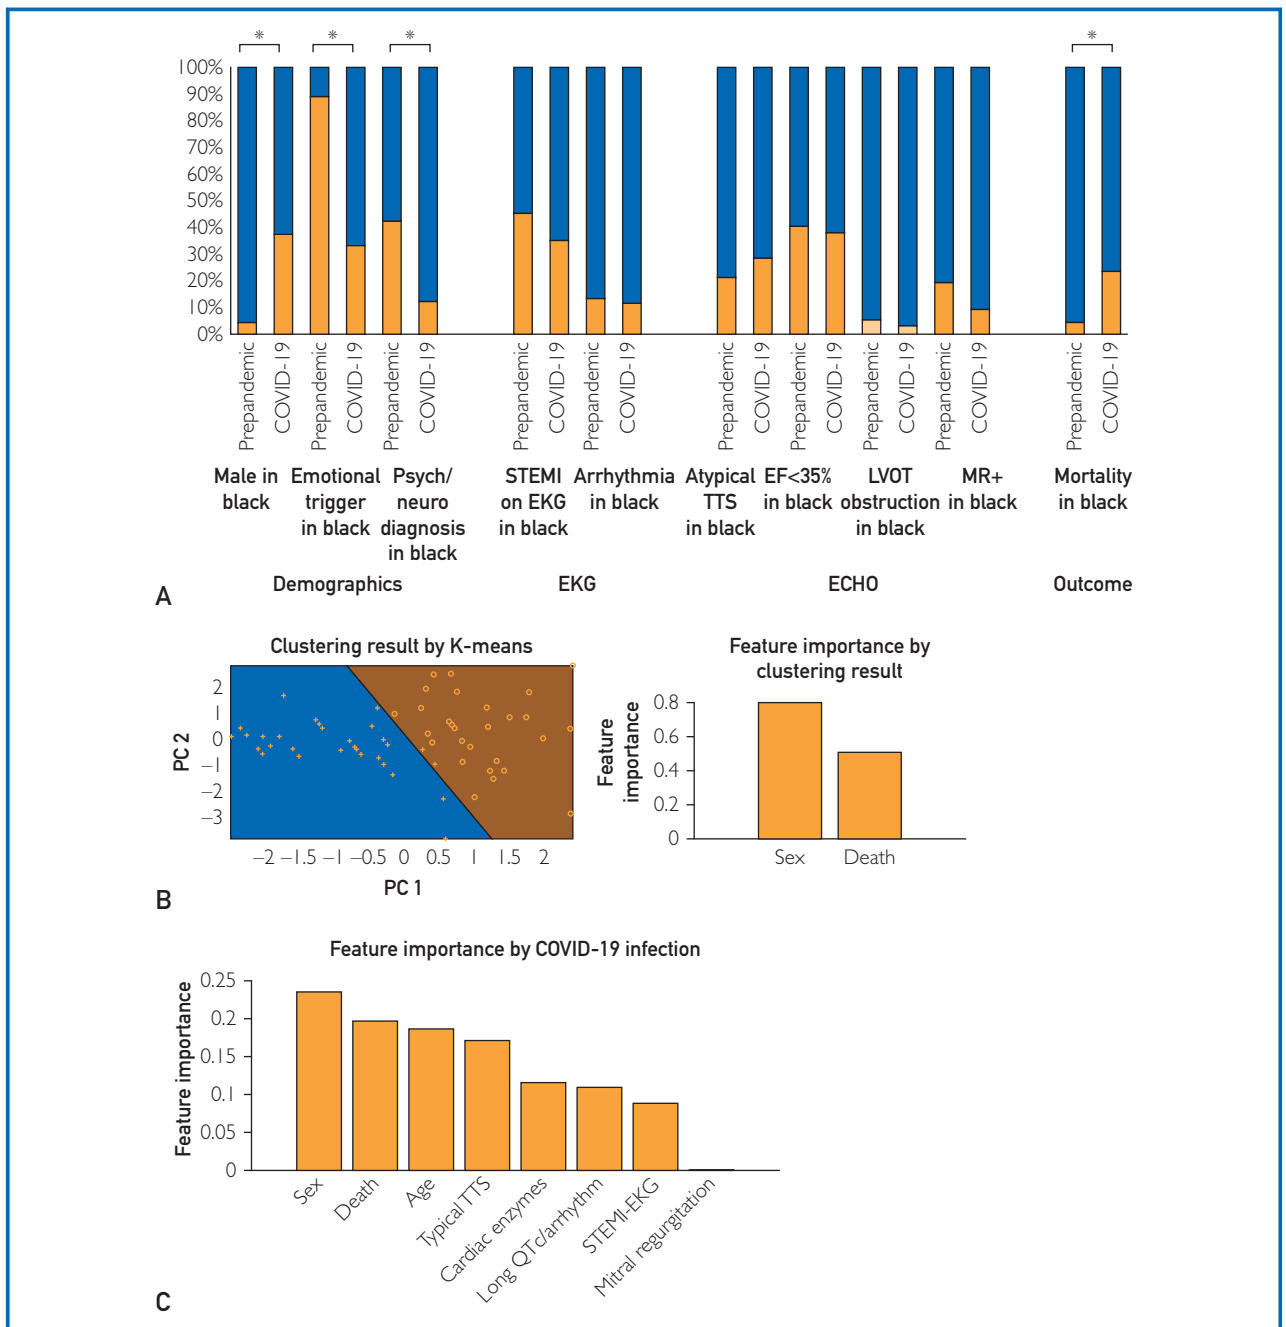 * * * *
100%
90%
80%
70%
60%
50%
40%
30%
20%
10%
0%
Prepandemic COVID-19 Prepandemic COVID-19 Prepandemic COVID-19 Prepandemic COVID-19 Prepandemic COVID-19 Prepandemic COVID-19 Prepandemic COVID-19 Prepandemic COVID-19 Prepandemic COVID-19 Prepandemic COVID-19
Male in
black
Emotional
trigger
in black
Psych/
neuro
diagnosis
in black
STEMI
on EKG
in black
Arrhythmia
in black
Atypical
TTS
in black
EF<35%
in black
LVOT
obstruction
in black
MR+
in black
Mortality
in black
Demographics EKG ECHO Outcome
A
Clustering result by K-means
PC 2
2
1
0
–1
–2
–3
–2 –1.5 –1 –0.5 0 0.5 1 1.5 2
PC 1
Feature importance by
clustering result
Feature
importance
0.8
0.6
0.4
0.2
0
Sex Death
B
Feature importance by COVID-19 infection
Feature importance
0.25
0.2
0.15
0.1
0.05
0
Sex
Death
Age
Typical TTS
Cardiac enzymes
Long QTc/arrhythm
STEMI-EKG
Mitral regurgitation
C